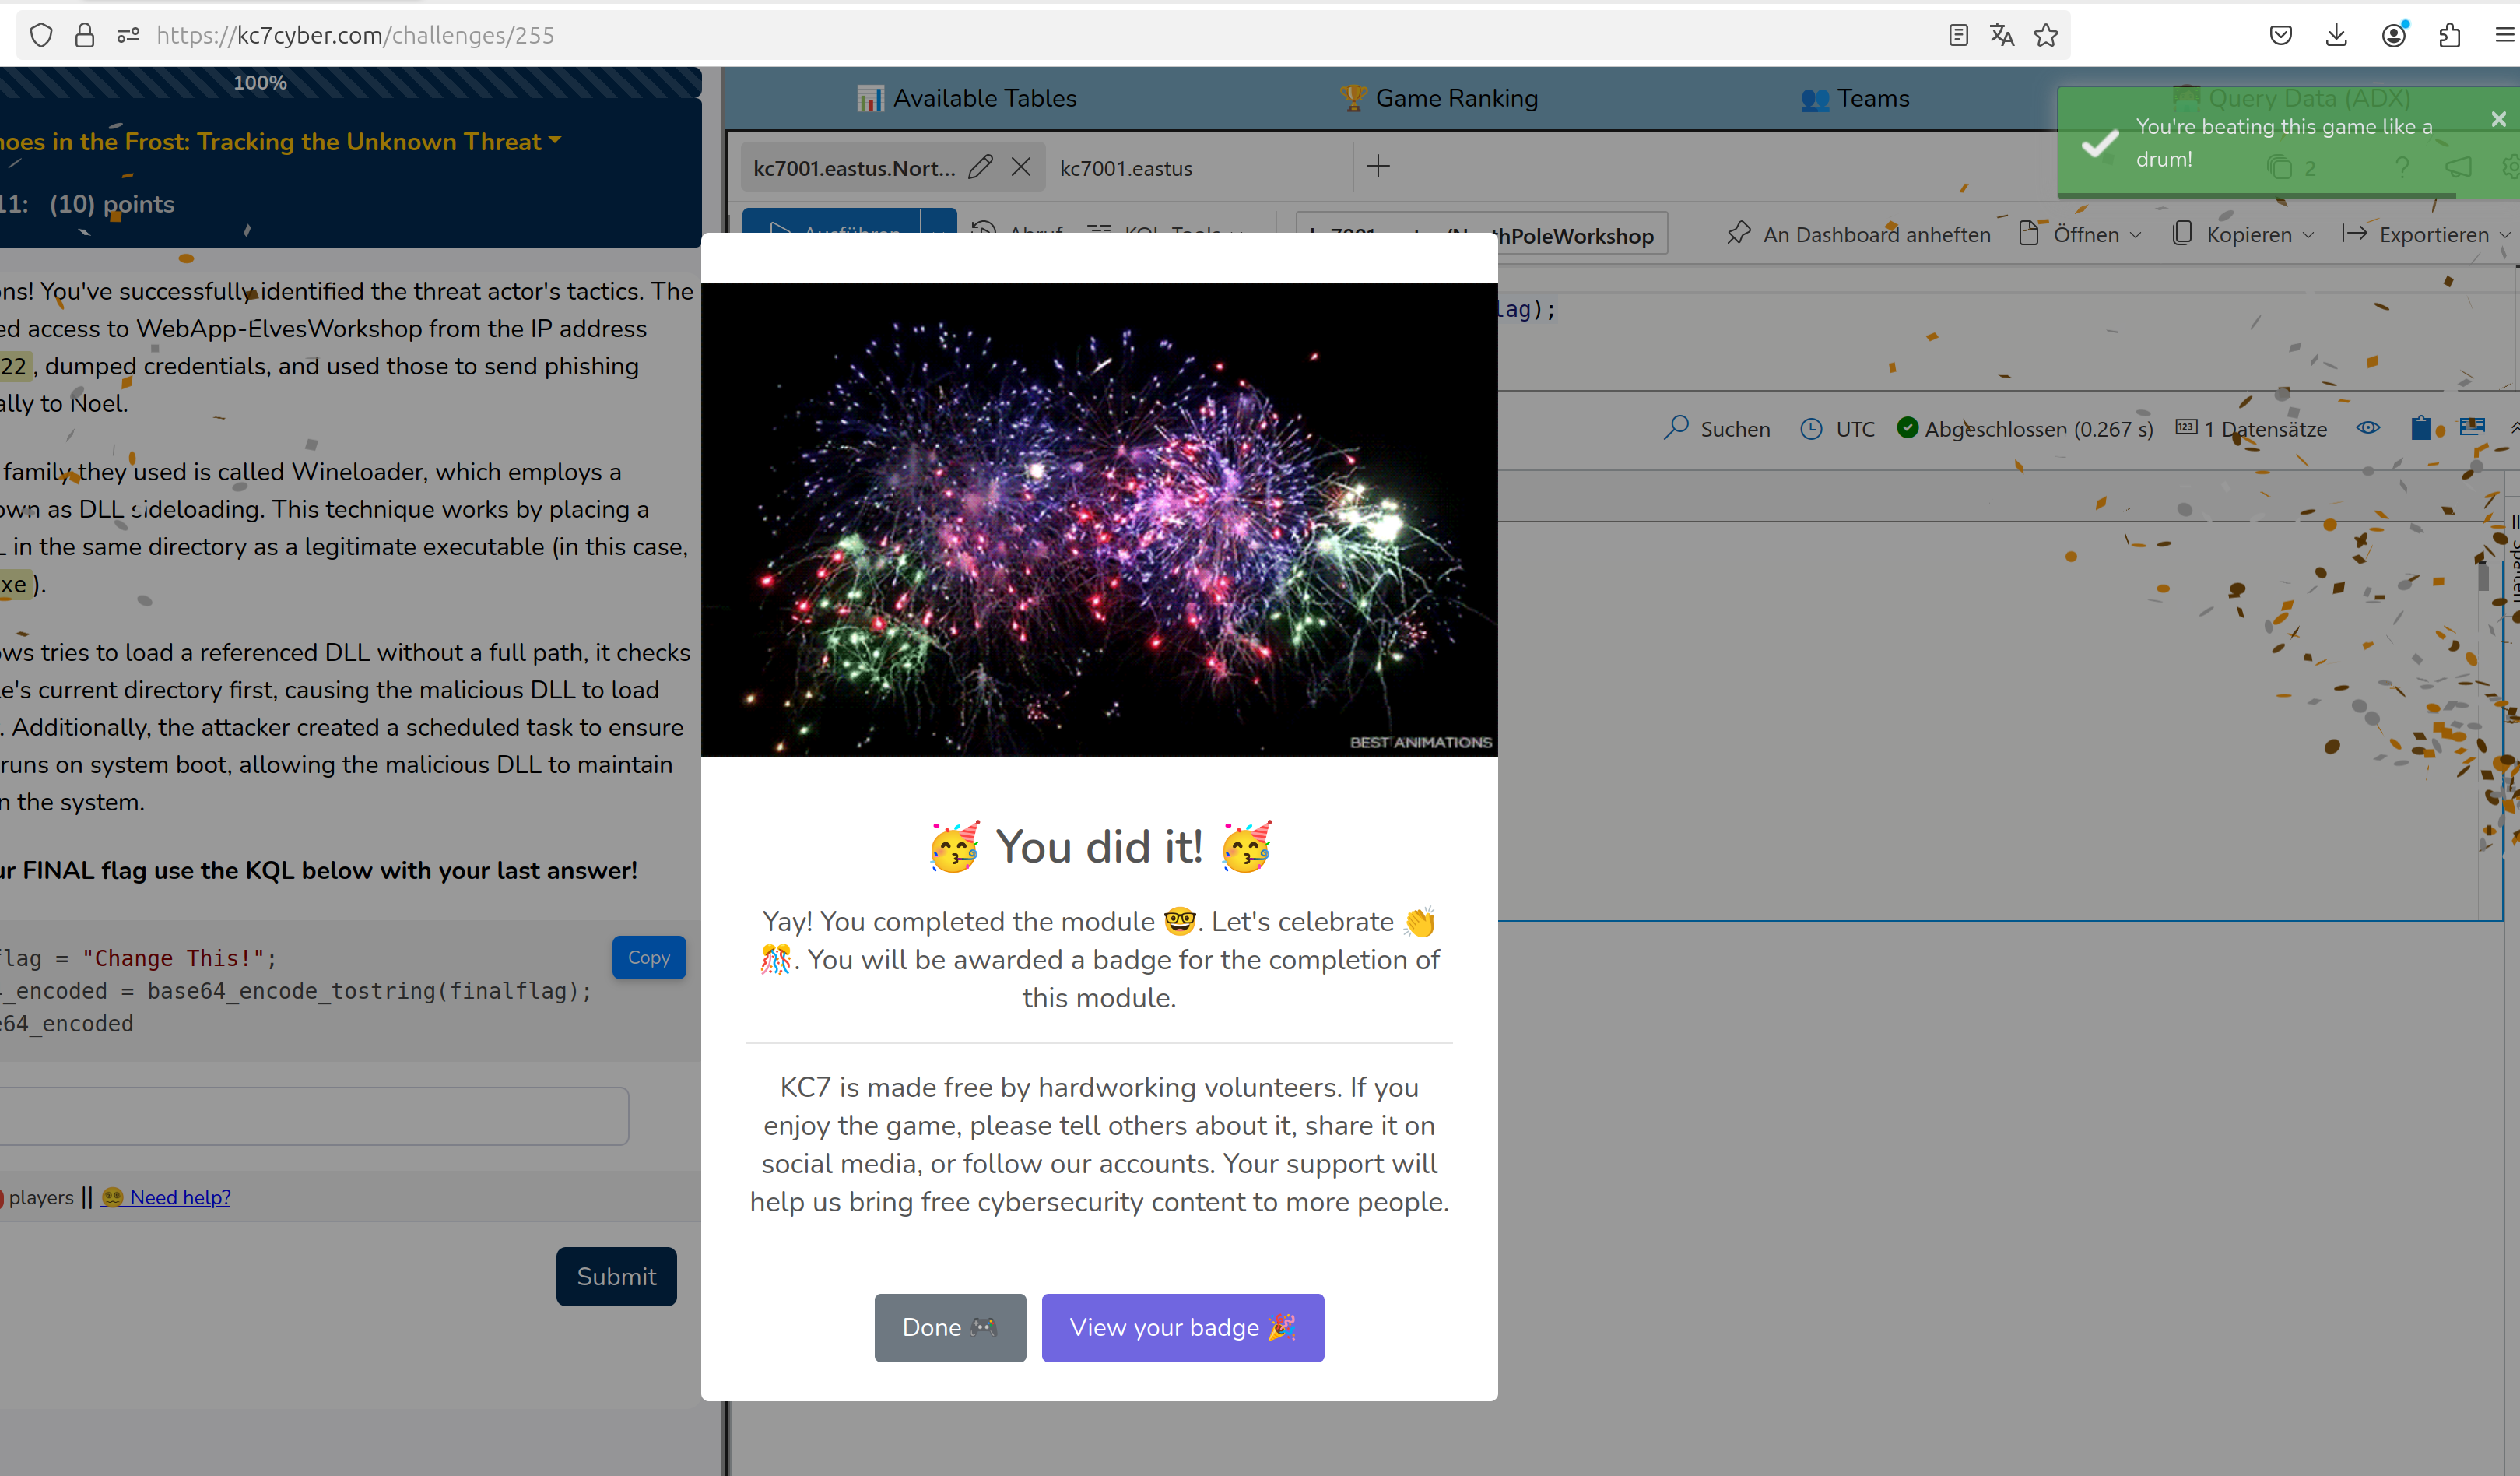 https://kc7cyber.com/challenges/255
100%
hoes in the Frost: Tracking the Unknown Threat
11: (10) points
ns! You've successfully identified the threat actor's tactics. The
ed access to WebApp-ElvesWorkshop from the IP address
22, dumped credentials, and used those to send phishing
ally to Noel.
family they used is called Wineloader, which employs a
own as DLL sideloading. This technique works by placing a
L in the same directory as a legitimate executable (in this case,
xe).
ows tries to load a referenced DLL without a full path, it checks
le's current directory first, causing the malicious DLL to load
. Additionally, the attacker created a scheduled task to ensure
runs on system boot, allowing the malicious DLL to maintain
n the system.
ur FINAL flag use the KQL below with your last answer!
flag = "Change This!";
_encoded = base64_encode_tostring(finalflag);
e64_encoded
Copy
players || Need help?
Submit
Available Tables
Game Ranking
Teams
Query Data (ADX)
You're beating this game like a
drum!
kc7001.eastus.Nort...
kc7001.eastus
2
Ausführen
Abruf
KQL Tools
thPoleWorkshop
An Dashboard anheften
Öffnen
Kopieren
Exportieren
lag);
Suchen
UTC
Abgeschlossen (0.267 s)
123
1 Datensätze
Spalten
BEST ANIMATIONS
🥳 You did it! 🥳
Yay! You completed the module 🤓. Let's celebrate 👏
🎊. You will be awarded a badge for the completion of
this module.
KC7 is made free by hardworking volunteers. If you
enjoy the game, please tell others about it, share it on
social media, or follow our accounts. Your support will
help us bring free cybersecurity content to more people.
Done 🎮
View your badge 🎉